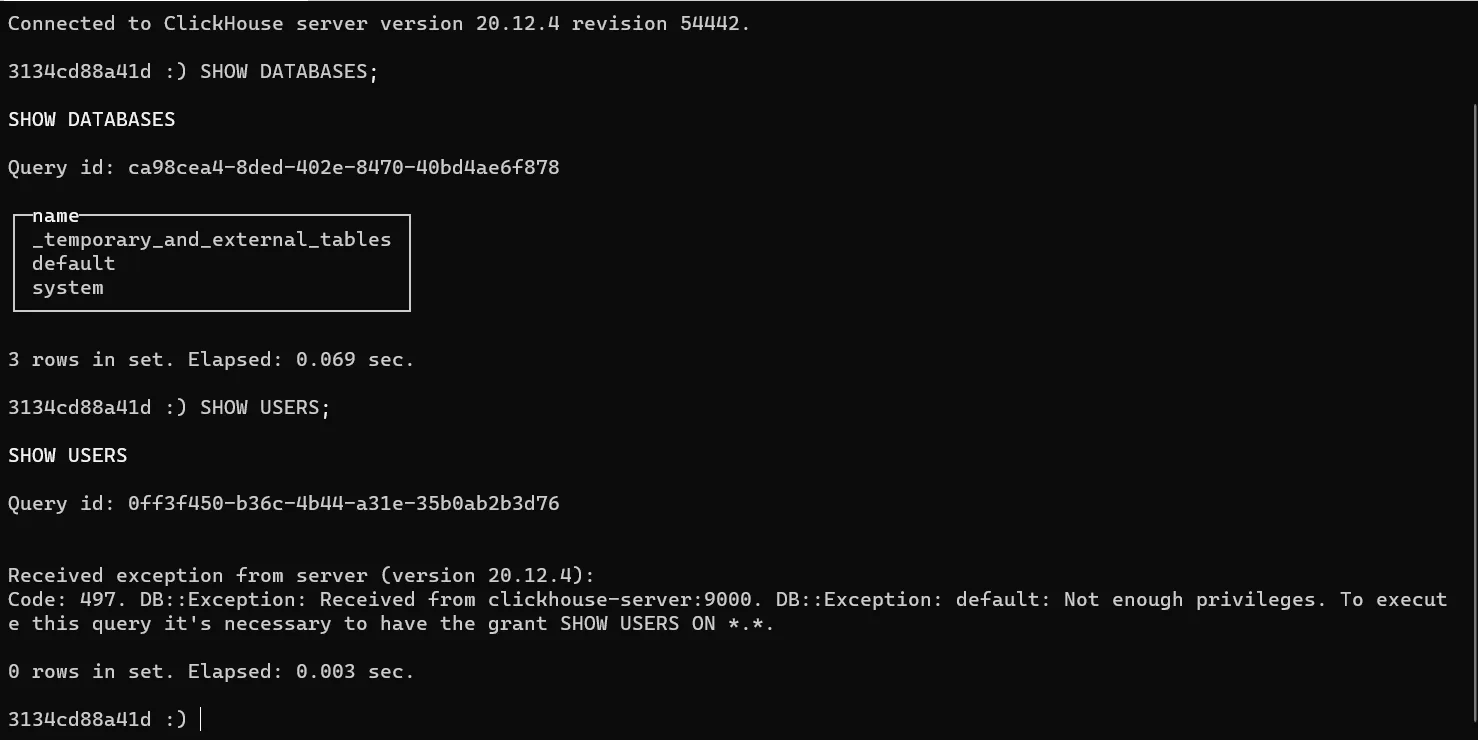 Connected to ClickHouse server version 20.12.4 revision 54442.
3134cd88a41d :) SHOW DATABASES;
SHOW DATABASES
Query id: ca98cea4-8ded-402e-8470-40bd4ae6f878
name
_temporary_and_external_tables
default
system
3 rows in set. Elapsed: 0.069 sec.
3134cd88a41d :) SHOW USERS;
SHOW USERS
Query id: 0ff3f450-b36c-4b44-a31e-35b0ab2b3d76
Received exception from server (version 20.12.4):
Code: 497. DB::Exception: Received from clickhouse-server:9000. DB::Exception: default: Not enough privileges. To execut
e this query it's necessary to have the grant SHOW USERS ON *.*.
0 rows in set. Elapsed: 0.003 sec.
3134cd88a41d :)